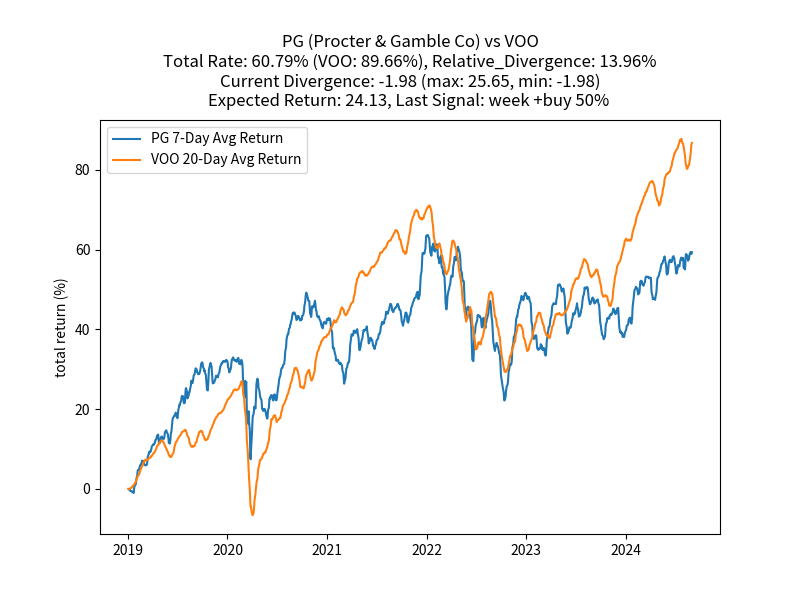 PG (Procter & Gamble Co) vs VOO
Total Rate: 60.79% (VOO: 89.66%), Relative_Divergence: 13.96%
Current Divergence: -1.98 (max: 25.65, min: -1.98)
Expected Return: 24.13, Last Signal: week +buy 50%
PG 7-Day Avg Return
VOO 20-Day Avg Return
total return (%)
80
60
40
20
0
2019 2020 2021 2022 2023 2024